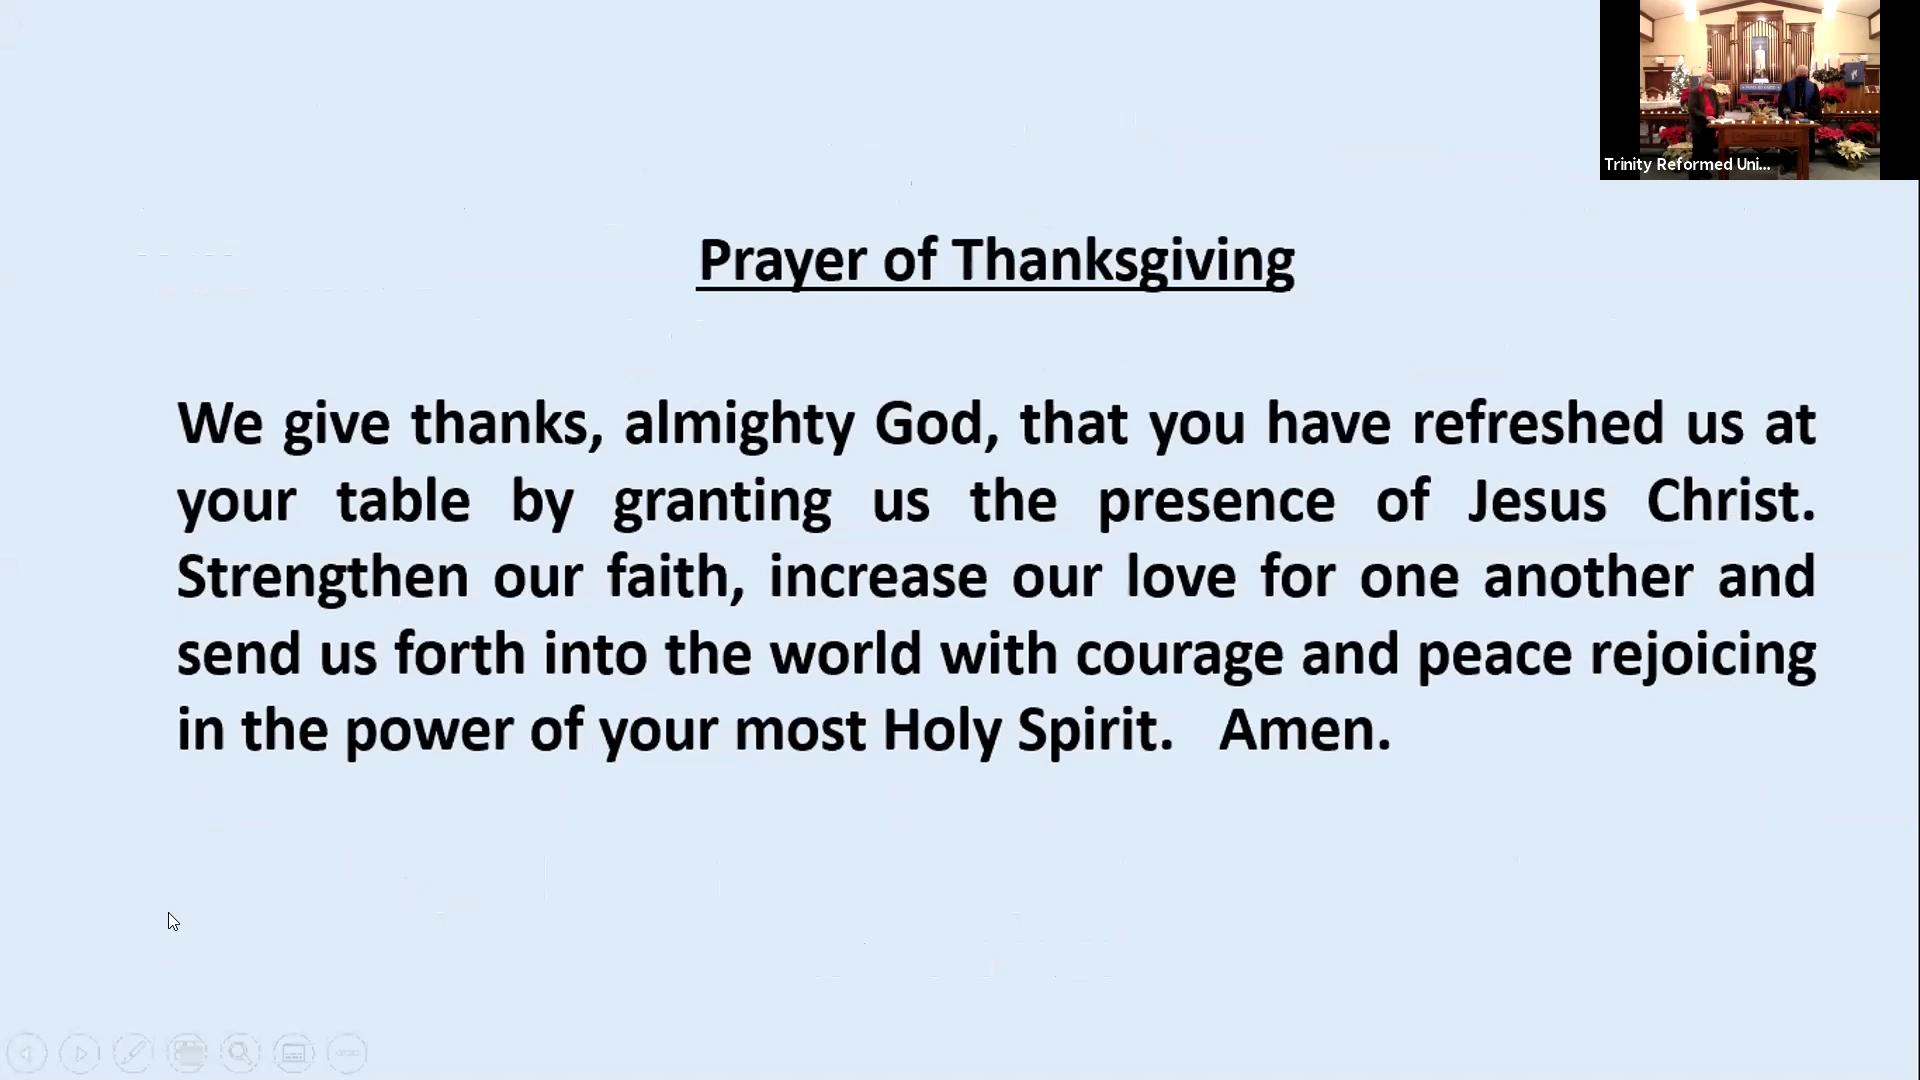 Trinity Reformed Uni...
Prayer of Thanksgiving
We give thanks, almighty God, that you have refreshed us at
your table by granting us the presence of Jesus Christ.
Strengthen our faith, increase our love for one another and
send us forth into the world with courage and peace rejoicing
in the power of your most Holy Spirit. Amen.